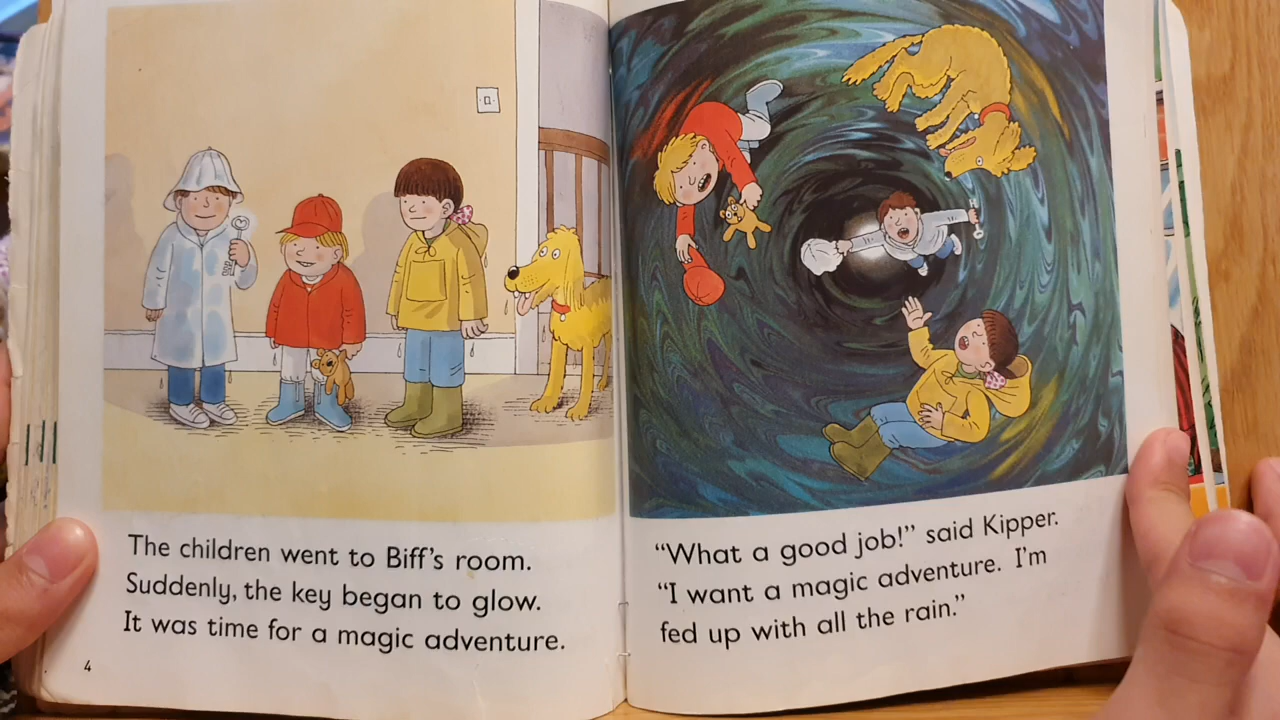 The children went to Biff's room.
Suddenly, the key began to glow.
It was time for a magic adventure.
4
"What a good job!" said Kipper.
"I want a magic adventure. I'm
fed up with all the rain."